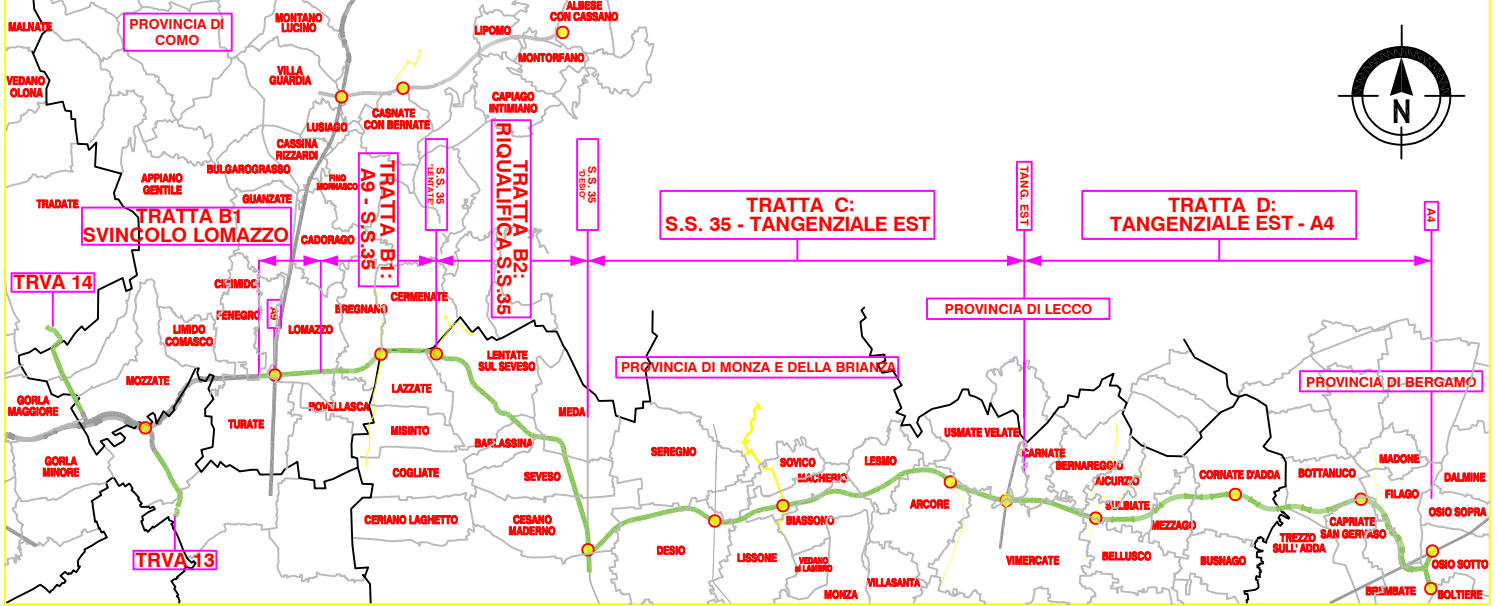 MALNATE
PROVINCIA DI
COMO
MONTANO
LUCINO
LIPOMO
ALBESE
CON CASSANO
MONTORFANO
VEDANO
OLONA
VILLA
GUARDIA
CASNATE
CON BERNATE
CAPIAGO
INTIMIANO
LUSIAGO
CASSINA
RIZZARDI
BULGAROGRASSO
FINO
MORNASCO
APPIANO
GENTILE
GUANZATE
TRADATE
CADORAGO
TRATTA B1
SVINCOLO LOMAZZO
TRATTA B1:
A9 - S.S.35
S.S. 35
"LENTATE"
TRATTA B2:
RIQUALIFICA S.S.35
S.S. 35
"DESIO"
TRATTA C:
S.S. 35 - TANGENZIALE EST
TANG. EST
TRATTA D:
TANGENZIALE EST - A4
A4
N
TRVA 14
CIRIMIDO
FENEGRO
A9
LOMAZZO
BREGNANO
CERMENATE
LIMIDO
COMASCO
MOZZATE
GORLA
MAGGIORE
TURATE
ROVELLASCA
LAZZATE
MISINTO
LENTATE
SUL SEVESO
MEDA
BARLASSINA
COGLIATE
SEVESO
GORLA
MINORE
CERIANO LAGHETTO
CESANO
MADERNO
TRVA 13
PROVINCIA DI LECCO
PROVINCIA DI MONZA E DELLA BRIANZA
PROVINCIA DI BERGAMO
SEREGNO
SOVICO
MACHERIO
LESMO
USMATE VELATE
CARNATE
BERNAREGGIO
AICURZIO
CORNATE D'ADDA
BOTTANUCO
MADONE
DALMINE
FILAGO
OSIO SOPRA
ARCORE
SULBIATE
MEZZAGO
BIASSONO
CAPRIATE
SAN GERVASO
TREZZO
SULL' ADDA
DESIO
LISSONE
VEDANO
al LAMBRO
MONZA
VILLASANTA
VIMERCATE
BELLUSCO
BUSNAGO
OSIO SOTTO
BREMBATE
BOLTIERE